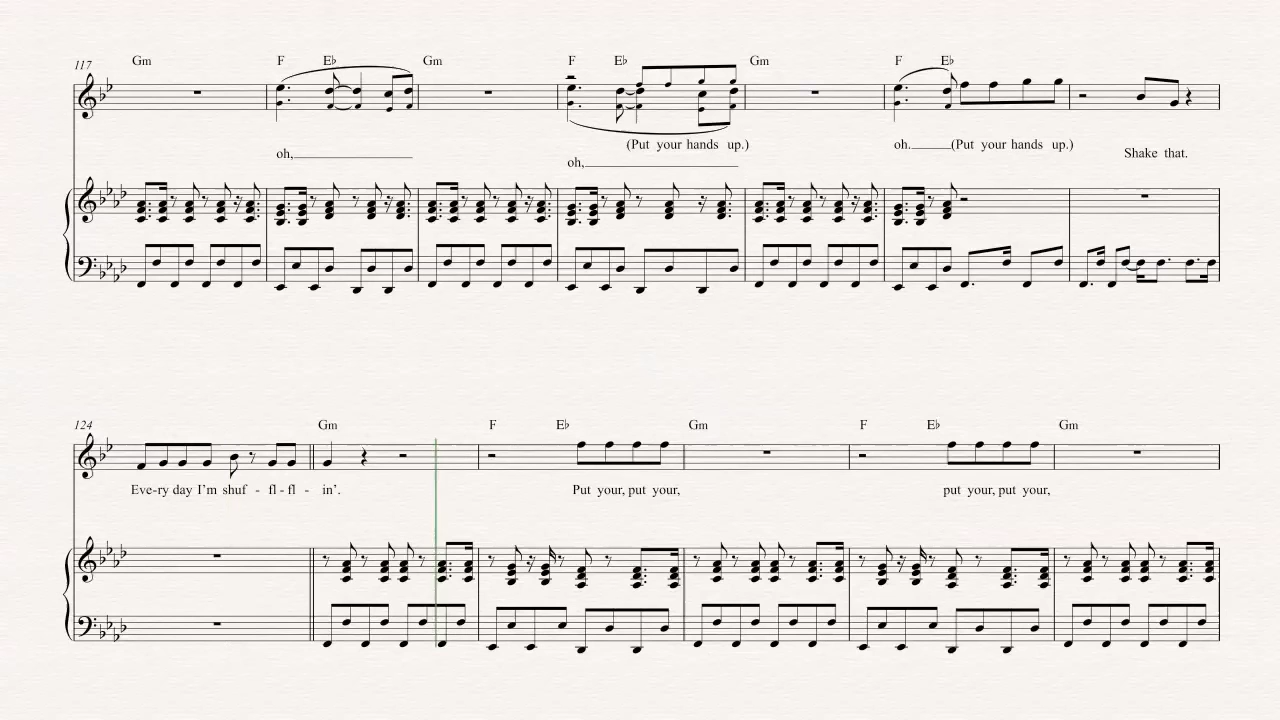 117 Gm F E♭ Gm F E♭ Gm F E♭
(Put your hands up.) oh. (Put your hands up.)
oh, oh, Shake that.
124 Gm F E♭ Gm F E♭ Gm
Eve-ry day I'm shuf - fl - fl - in'. Put your, put your, put your, put your,